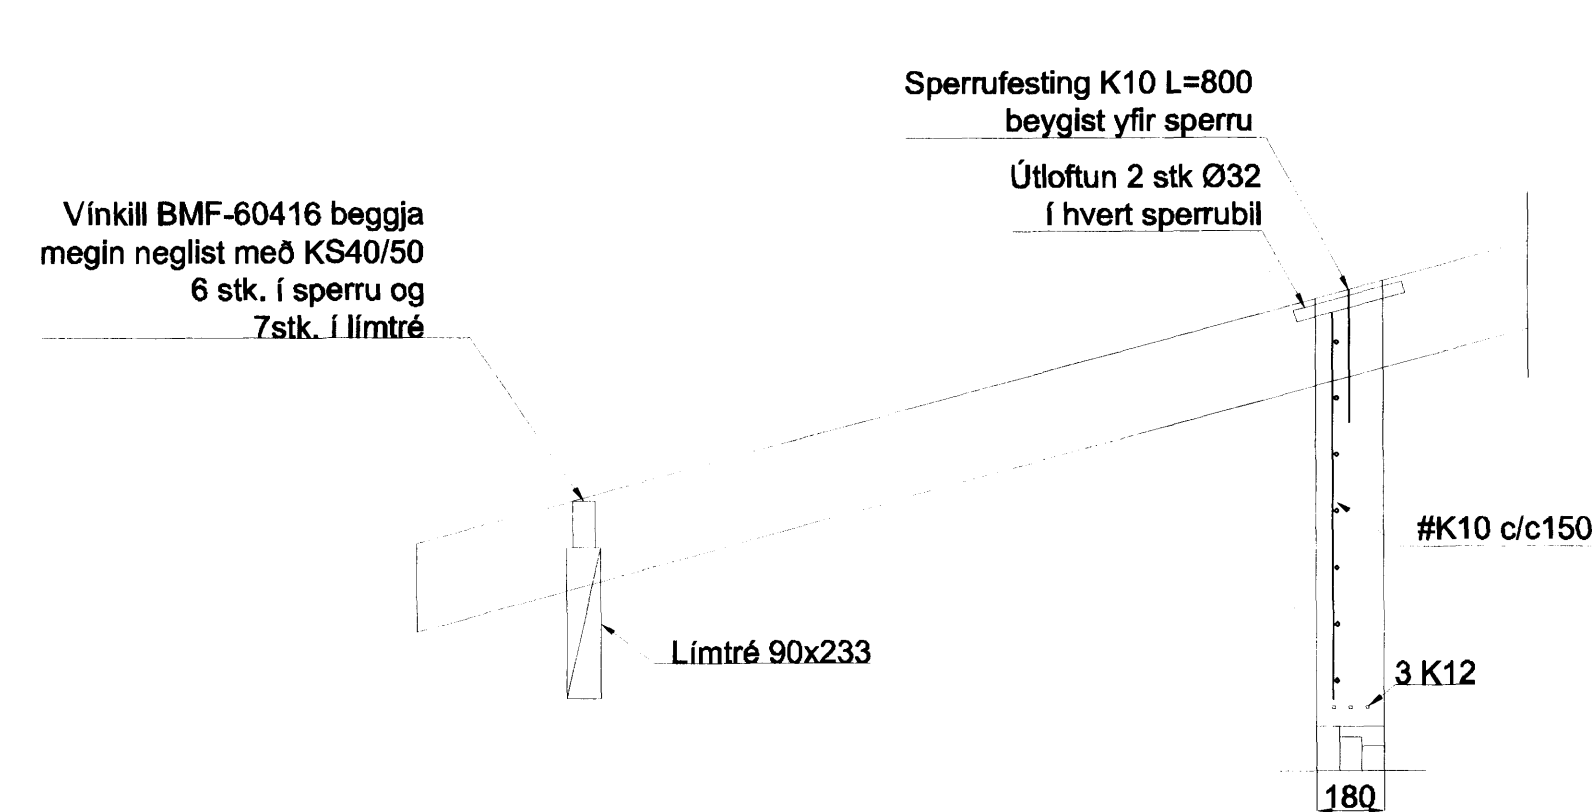 Sperrufesting K10 L=800
beygist yfir sperru
Útloftun 2 stk Ø32
í hvert sperrubil
Vínkill BMF-60416 beggja
megin neglist með KS40/50
6 stk. í sperru og
7stk. í límtré
#K10 c/c150
Límtré 90x233
3 K12
180